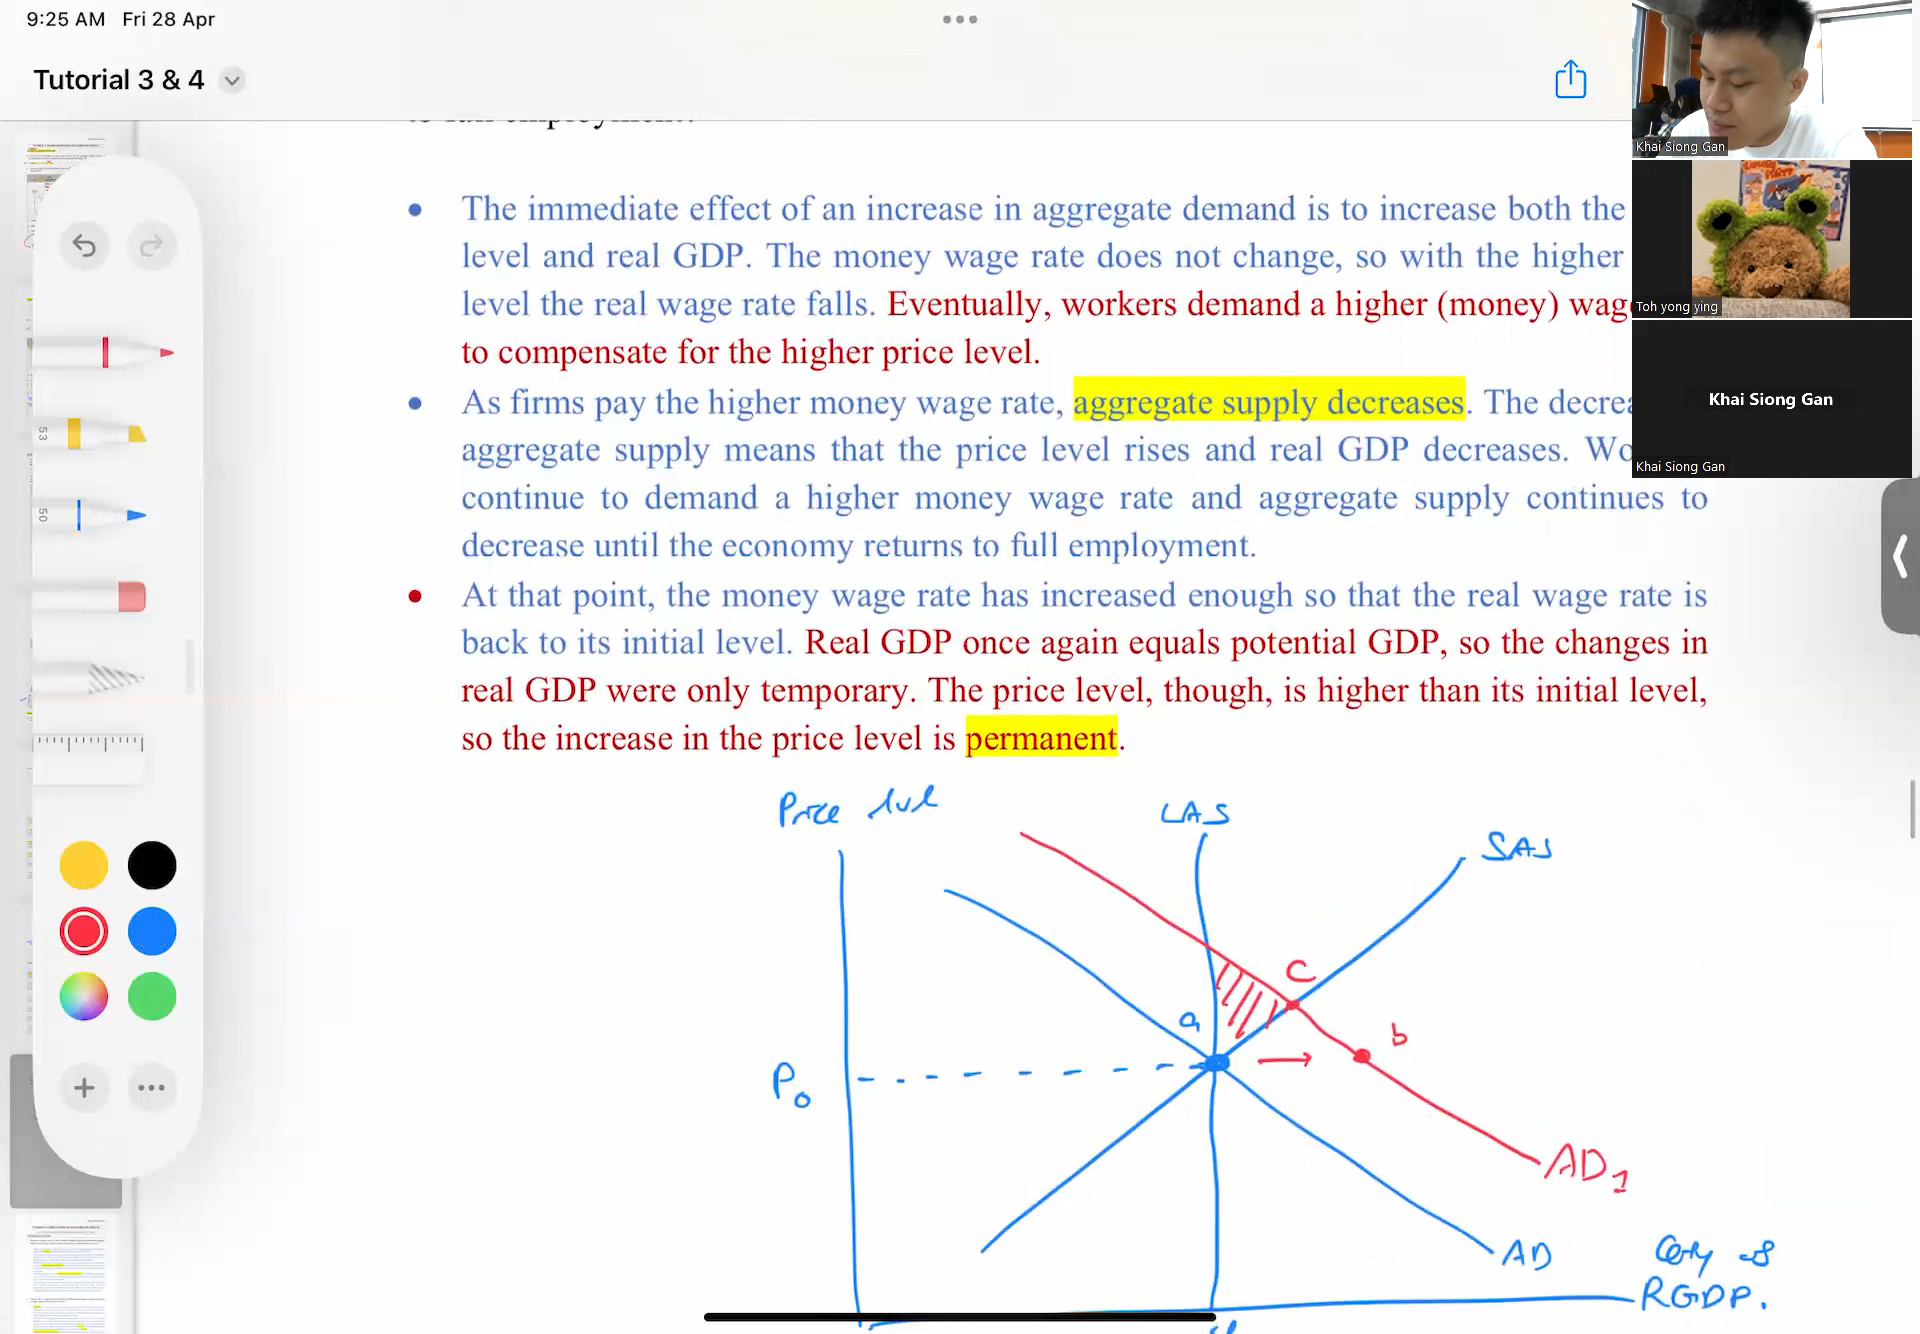 9:25 AM Fri 28 Apr
Tutorial 3 & 4
to full employment.
The immediate effect of an increase in aggregate demand is to increase both the
level and real GDP. The money wage rate does not change, so with the higher
level the real wage rate falls. Eventually, workers demand a higher (money) wag
to compensate for the higher price level.
As firms pay the higher money wage rate, aggregate supply decreases. The decrea
aggregate supply means that the price level rises and real GDP decreases. Wo
continue to demand a higher money wage rate and aggregate supply continues to
decrease until the economy returns to full employment.
At that point, the money wage rate has increased enough so that the real wage rate is
back to its initial level. Real GDP once again equals potential GDP, so the changes in
real GDP were only temporary. The price level, though, is higher than its initial level,
so the increase in the price level is permanent.
Khai Siong Gan
Toh yong ying
Khai Siong Gan
Khai Siong Gan
53
50
Price lvl
LAS
SAS
C
a
b
P0
AD1
AD
RGDP.